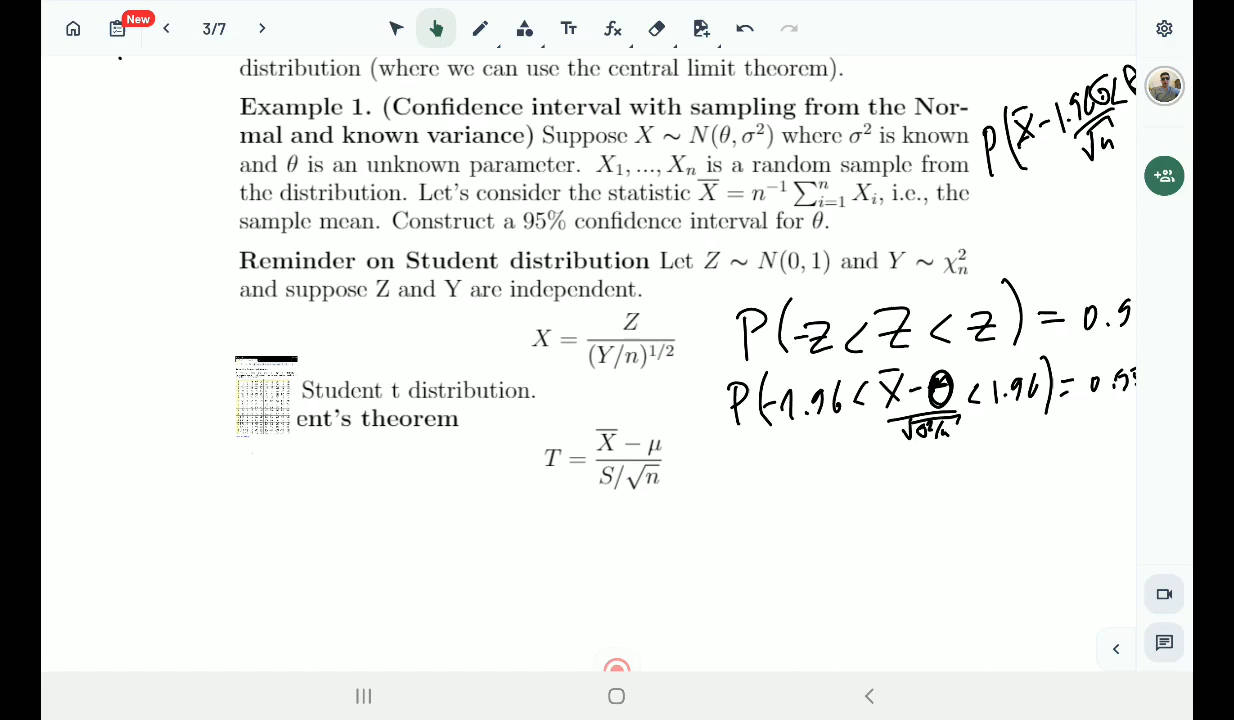 New
3/7
distribution (where we can use the central limit theorem).
Example 1. (Confidence interval with sampling from the Nor-
mal and known variance) Suppose X ∼ N(θ, σ²) where σ² is known
and θ is an unknown parameter. X₁, ..., Xₙ is a random sample from
the distribution. Let's consider the statistic X̅ = n⁻¹ ∑ⁿᵢ₌₁ Xᵢ, i.e., the
sample mean. Construct a 95% confidence interval for θ.
P(X̅ - 1.96σ/√n <
Reminder on Student distribution Let Z ∼ N(0, 1) and Y ∼ χ²ₙ
and suppose Z and Y are independent.
X = Z/(Y/n)^1/2
P(-z < Z < z) = 0.9
P(-1.96 < (X̅ - θ)/√σ²/n < 1.96) = 0.95
Student t distribution.
ent's theorem
T = (X̅ − μ)/(S/√n)